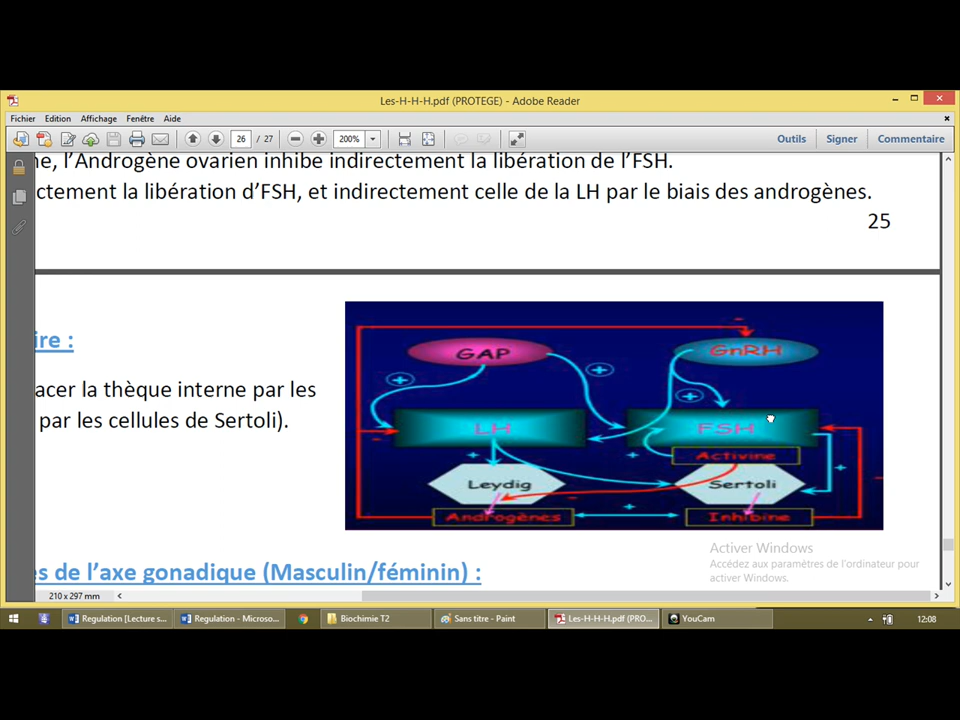 Les-H-H-H.pdf (PROTEGE) - Adobe Reader
Fichier Edition Affichage Fenêtre Aide
26 / 27 200% Outils Signer Commentaire
ne, l'Androgène ovarien inhibe indirectement la libération de l'FSH.
ctement la libération d'FSH, et indirectement celle de la LH par le biais des androgènes.
25
ire :
acer la thèque interne par les
par les cellules de Sertoli).
GAP GnRH
LH FSH
Activine
Leydig Sertoli
Androgènes Inhibine
Activer Windows
Accédez aux paramètres de l'ordinateur pour
activer Windows.
es de l'axe gonadique (Masculin/féminin) :
210 x 297 mm
Regulation [Lecture s... Regulation - Microso... Biochimie T2 Sans titre - Paint Les-H-H-H.pdf (PRO... YouCam 12:08